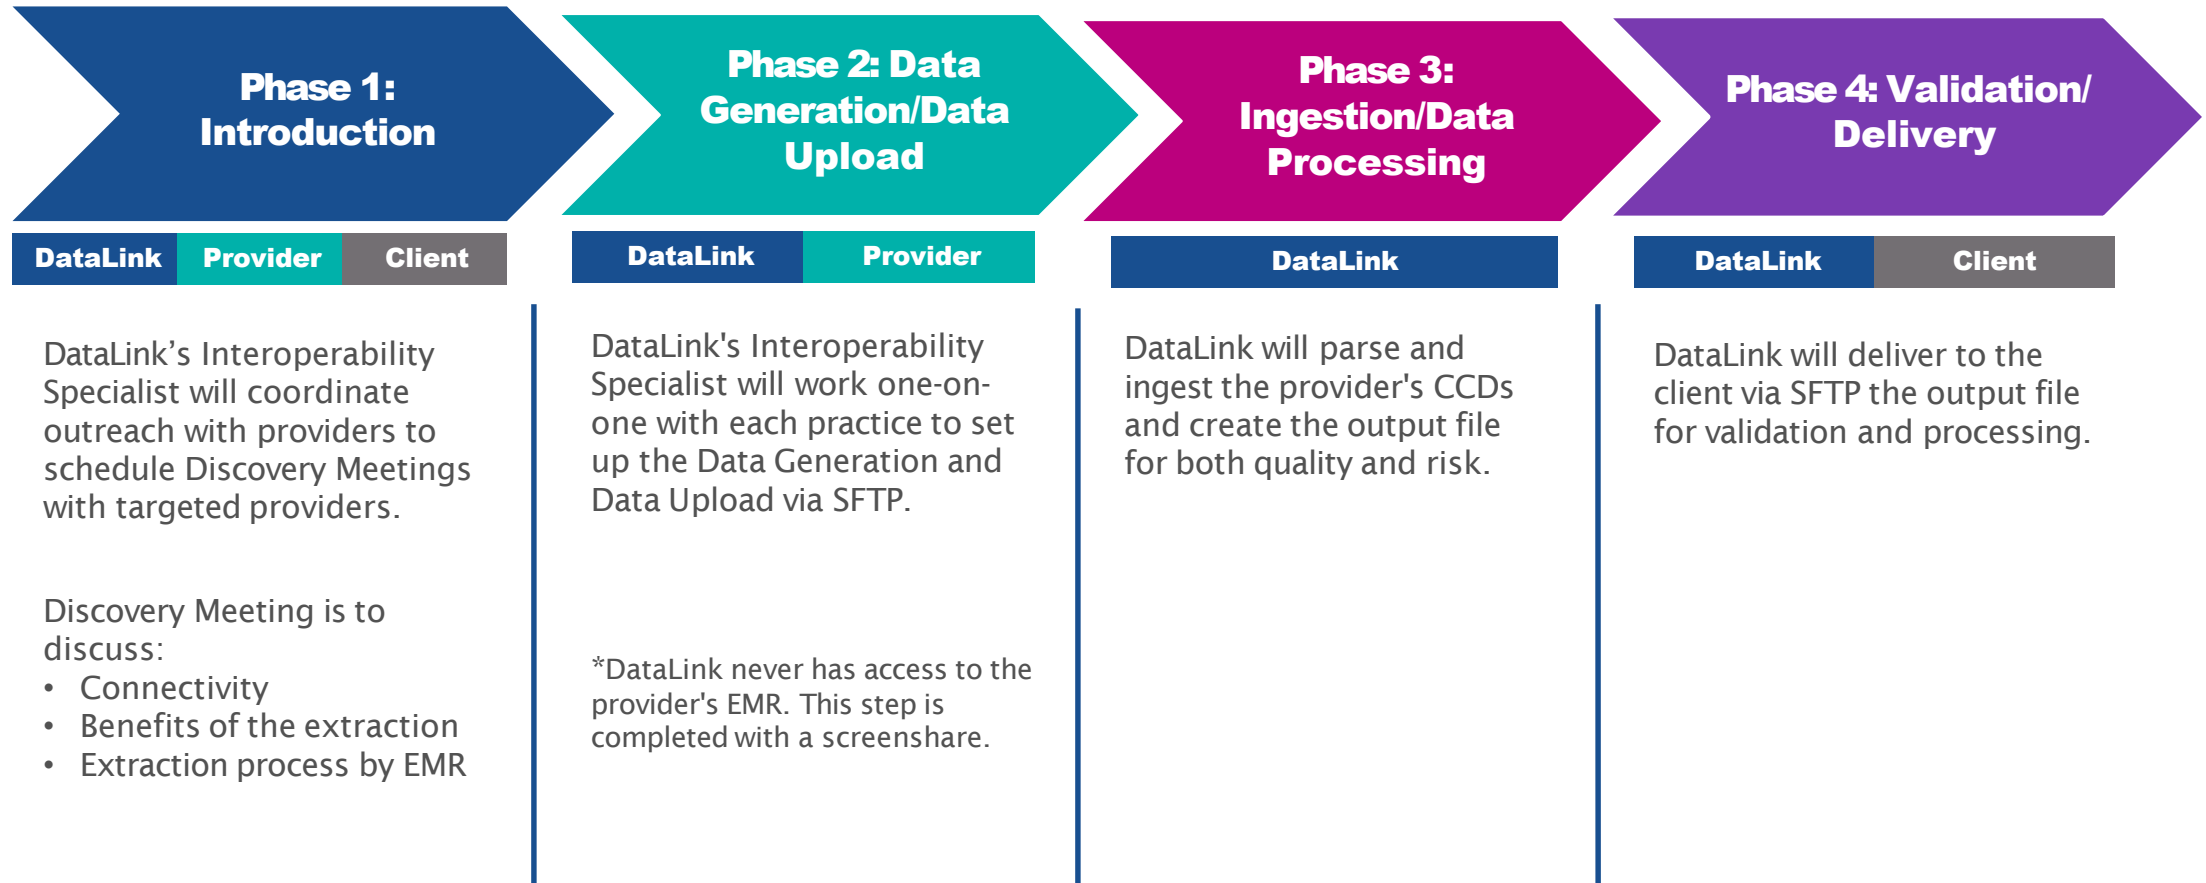 Phase 1:
Introduction
DataLink
Provider
Client
DataLink’s Interoperability
Specialist will coordinate
outreach with providers to
schedule Discovery Meetings
with targeted providers.
Discovery Meeting is to
discuss:
• Connectivity
• Benefits of the extraction
• Extraction process by EMR
Phase 2: Data
Generation/Data
Upload
DataLink
Provider
DataLink's Interoperability
Specialist will work one-on-
one with each practice to set
up the Data Generation and
Data Upload via SFTP.
*DataLink never has access to the
provider's EMR. This step is
completed with a screenshare.
Phase 3:
Ingestion/Data
Processing
DataLink
DataLink will parse and
ingest the provider's CCDs
and create the output file
for both quality and risk.
Phase 4: Validation/
Delivery
DataLink
Client
DataLink will deliver to the
client via SFTP the output file
for validation and processing.